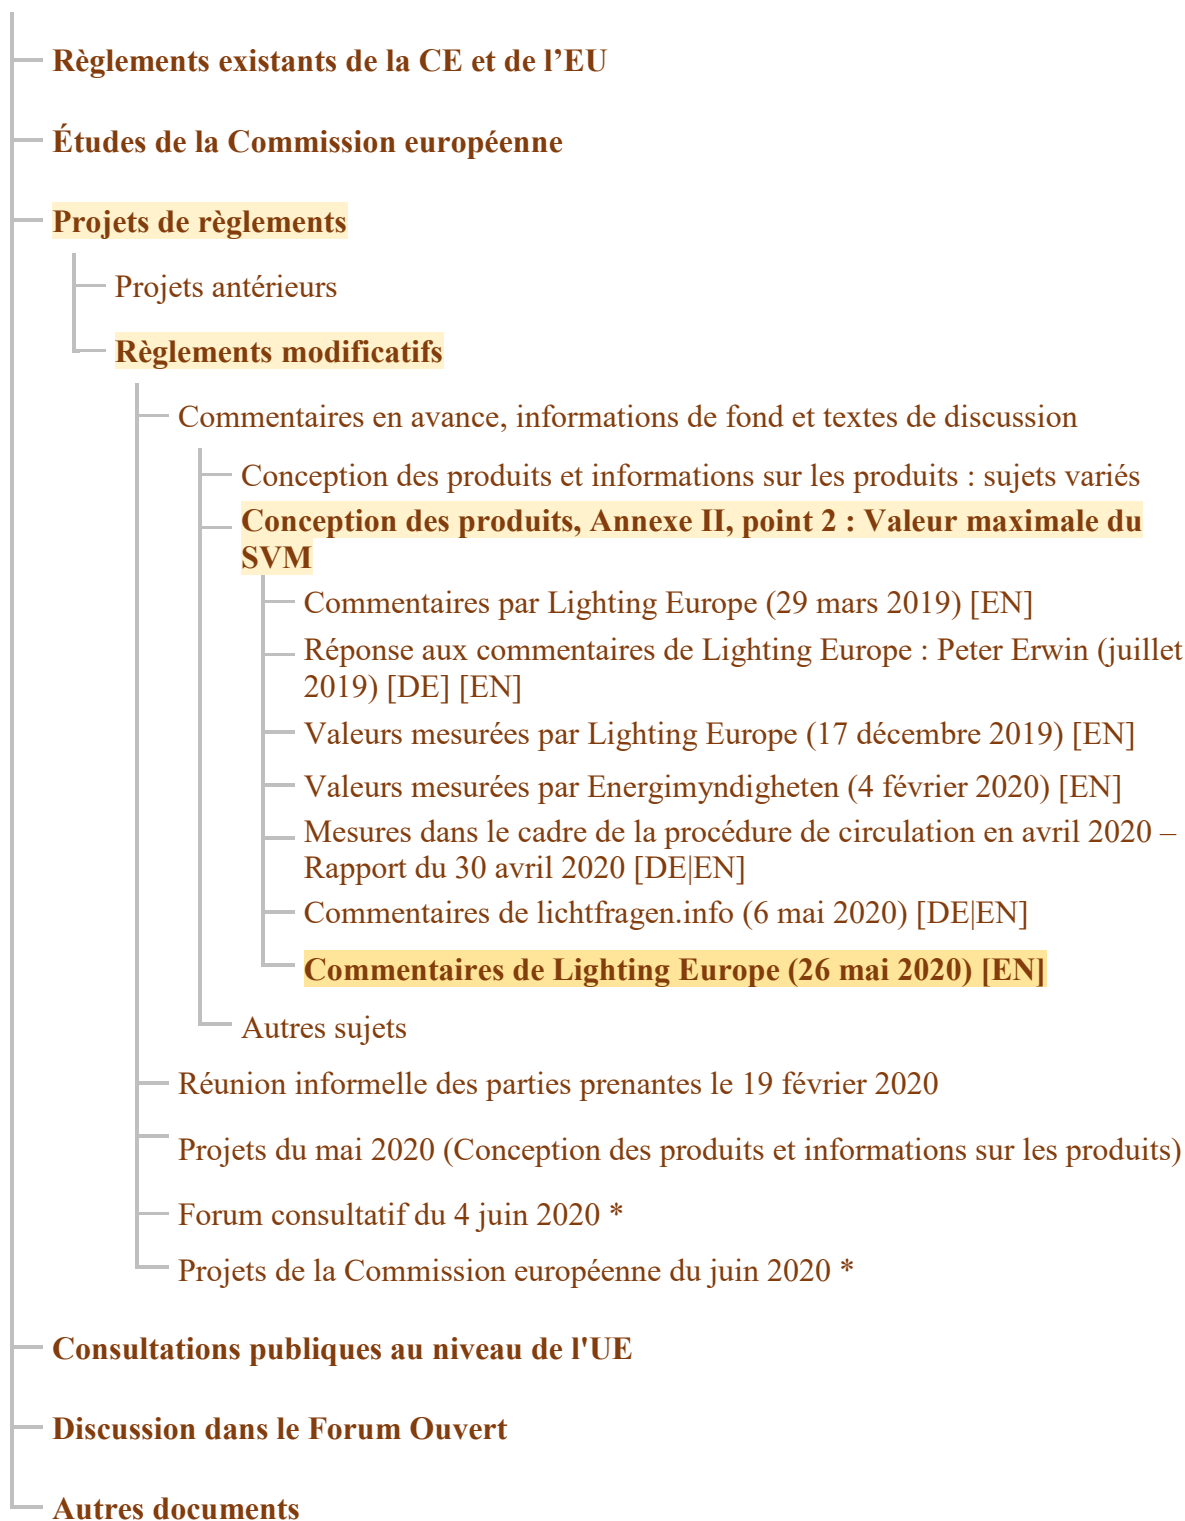 Règlements existants de la CE et de l’EU
Études de la Commission européenne
Projets de règlements
Projets antérieurs
Règlements modificatifs
Commentaires en avance, informations de fond et textes de discussion
Conception des produits et informations sur les produits : sujets variés
Conception des produits, Annexe II, point 2 : Valeur maximale du
SVM
Commentaires par Lighting Europe (29 mars 2019) [EN]
Réponse aux commentaires de Lighting Europe : Peter Erwin (juillet
2019) [DE] [EN]
Valeurs mesurées par Lighting Europe (17 décembre 2019) [EN]
Valeurs mesurées par Energimyndigheten (4 février 2020) [EN]
Mesures dans le cadre de la procédure de circulation en avril 2020 –
Rapport du 30 avril 2020 [DE|EN]
Commentaires de lichtfragen.info (6 mai 2020) [DE|EN]
Commentaires de Lighting Europe (26 mai 2020) [EN]
Autres sujets
Réunion informelle des parties prenantes le 19 février 2020
Projets du mai 2020 (Conception des produits et informations sur les produits)
Forum consultatif du 4 juin 2020 *
Projets de la Commission européenne du juin 2020 *
Consultations publiques au niveau de l'UE
Discussion dans le Forum Ouvert
Autres documents